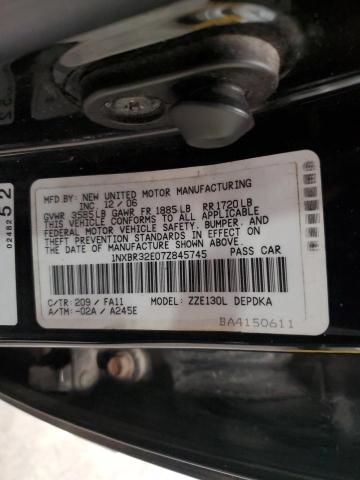 MFD BY: NEW UNITED MOTOR MANUFACTURING
INC. 12/06
GVWR 3585LB GAWR FR 1885LB RR1720LB
THIS VEHICLE CONFORMS TO ALL APPLICABLE
FEDERAL MOTOR VEHICLE SAFETY, BUMPER, AND
THEFT PREVENTION STANDARDS IN EFFECT ON
THE DATE OF MANUFACTURE SHOWN ABOVE.
1NXBR32E07Z845745 PASS CAR
C/TR: 209 / FA11 MODEL: ZZE130L DEPDKA
A/TM: -02A / A245E
BA4150611
024B252